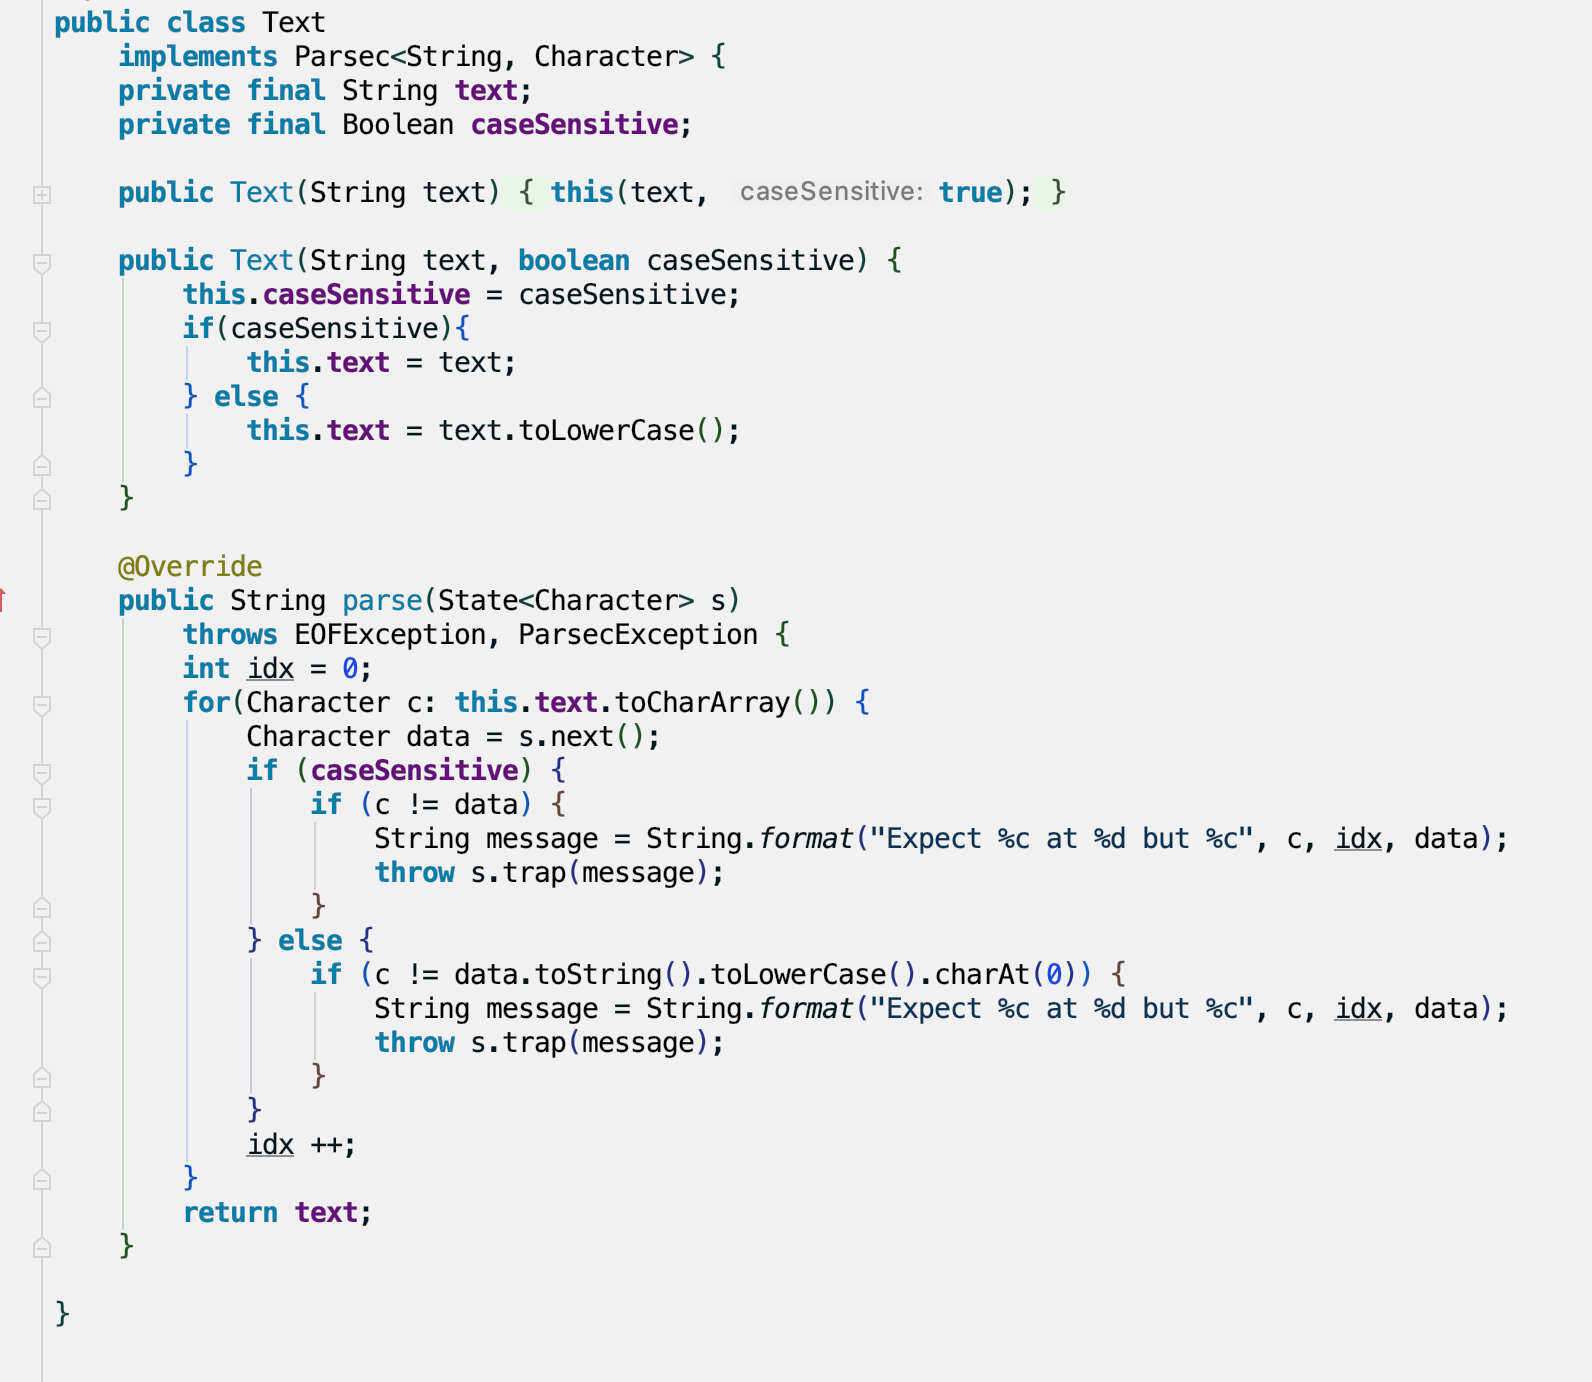 public class Text
    implements Parsec<String, Character> {
    private final String text;
    private final Boolean caseSensitive;

    public Text(String text) { this(text, caseSensitive: true); }

    public Text(String text, boolean caseSensitive) {
        this.caseSensitive = caseSensitive;
        if(caseSensitive){
            this.text = text;
        } else {
            this.text = text.toLowerCase();
        }
    }

    @Override
    public String parse(State<Character> s)
        throws EOFException, ParsecException {
        int idx = 0;
        for(Character c: this.text.toCharArray()) {
            Character data = s.next();
            if (caseSensitive) {
                if (c != data) {
                    String message = String.format("Expect %c at %d but %c", c, idx, data);
                    throw s.trap(message);
                }
            } else {
                if (c != data.toString().toLowerCase().charAt(0)) {
                    String message = String.format("Expect %c at %d but %c", c, idx, data);
                    throw s.trap(message);
                }
            }
            idx ++;
        }
        return text;
    }

}